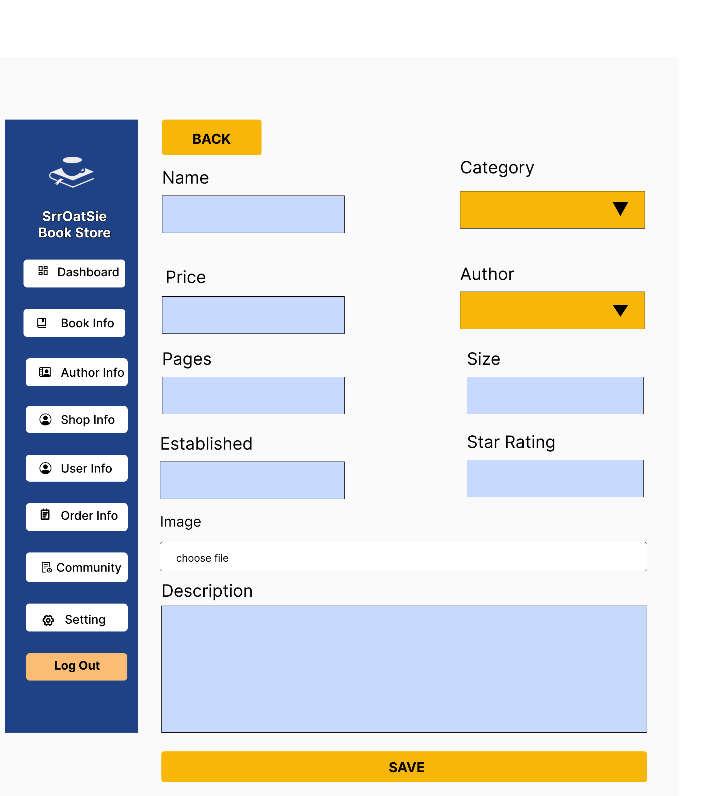 SrrOatSie
Book Store
Dashboard
Book Info
Author Info
Shop Info
User Info
Order Info
Community
Setting
Log Out
BACK
Name
Category
Price
Author
Pages
Size
Established
Star Rating
Image
choose file
Description
SAVE